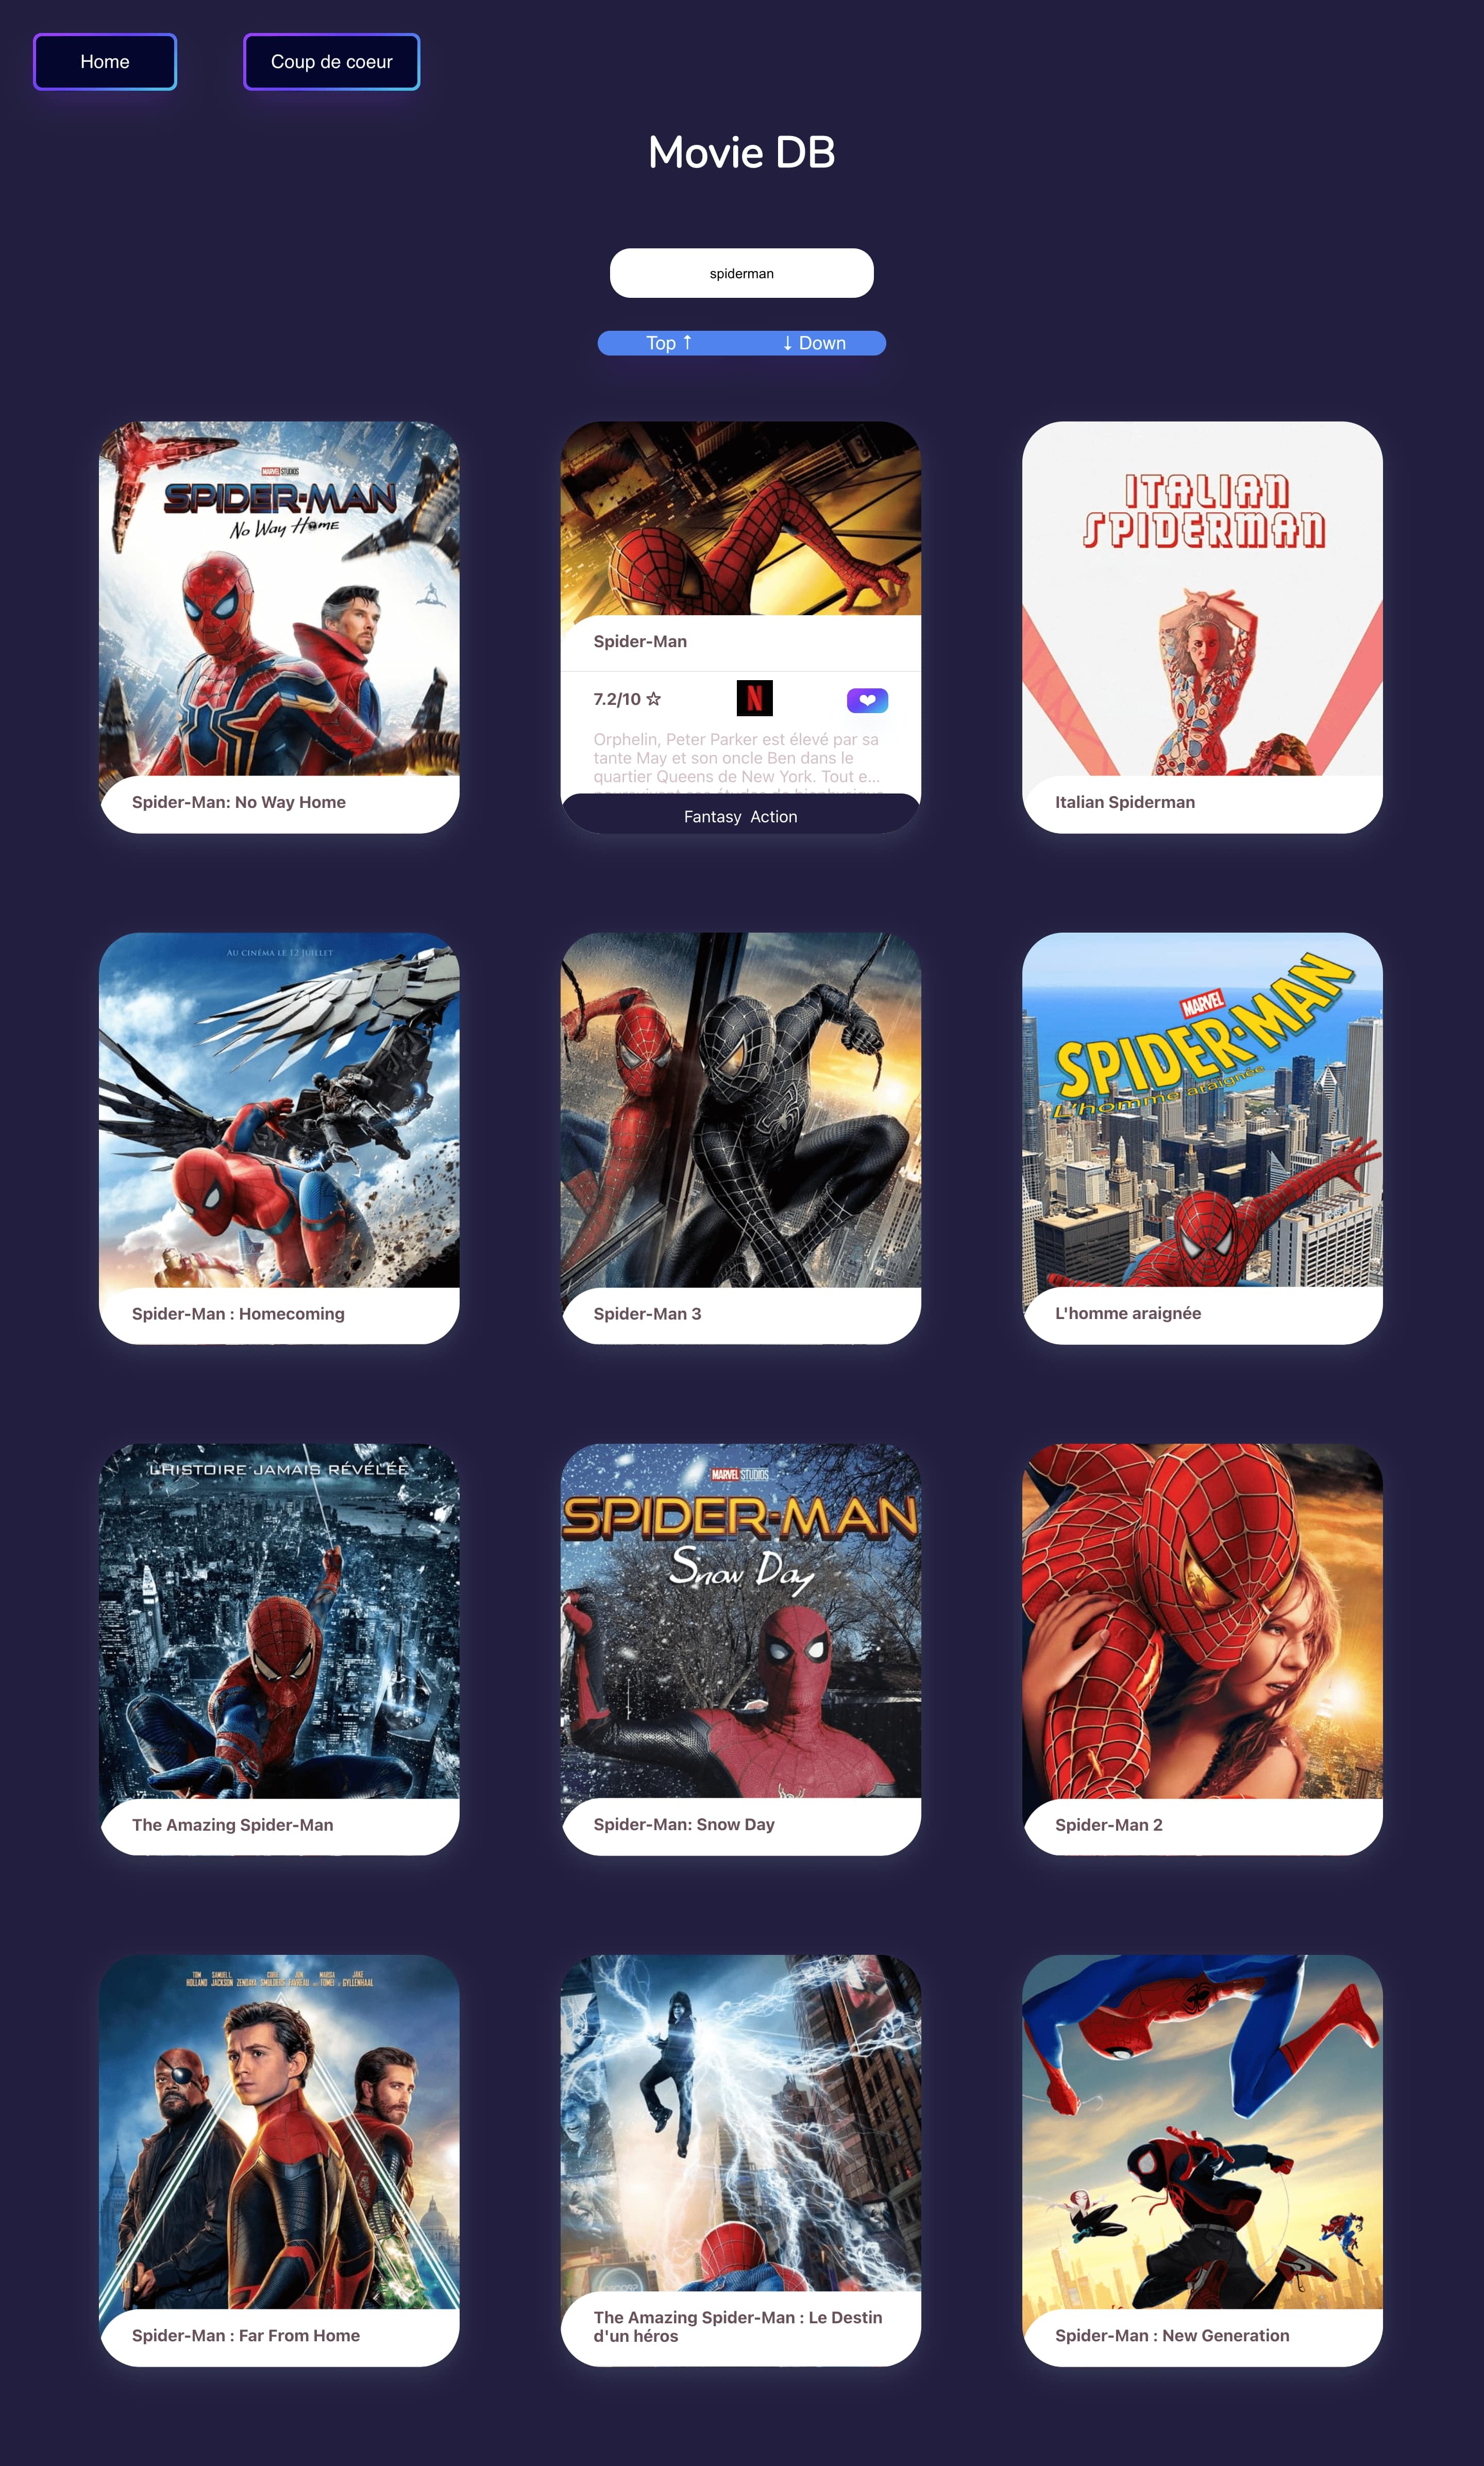 Home
Coup de coeur
Movie DB
spiderman
Top ↑
↓ Down
MARVEL STUDIOS
SPIDER-MAN
No Way Home
Spider-Man: No Way Home
Spider-Man
7.2/10 ☆
N
❤
Orphelin, Peter Parker est élevé par sa
tante May et son oncle Ben dans le
quartier Queens de New York. Tout e...
Fantasy Action
ITALIAN
SPIDERMAN
Italian Spiderman
AU CINÉMA LE 12 JUILLET
Spider-Man : Homecoming
Spider-Man 3
MARVEL
SPIDER-MAN
L'homme araignée
L'homme araignée
L'HISTOIRE JAMAIS RÉVÉLÉE
The Amazing Spider-Man
MARVEL STUDIOS
SPIDER-MAN
Snow Day
Spider-Man: Snow Day
Spider-Man 2
TOM HOLLAND SAMUEL L. JACKSON ZENDAYA COBIE SMULDERS JON FAVREAU MARISA TOMEI JAKE GYLLENHAAL
Spider-Man : Far From Home
The Amazing Spider-Man : Le Destin
d'un héros
Spider-Man : New Generation